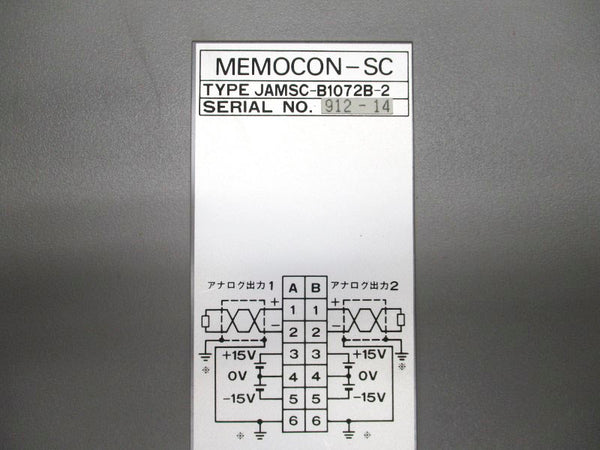 MEMOCON-SC
TYPE JAMSC-B1072B-2
SERIAL NO. 912-14
アナログ出力1 A B アナログ出力2
+ 1 1 +
− 2 2 −
+15V 3 3 +15V
※ ※
0V 4 4 0V
-15V 5 5 -15V
6 6
※ ※